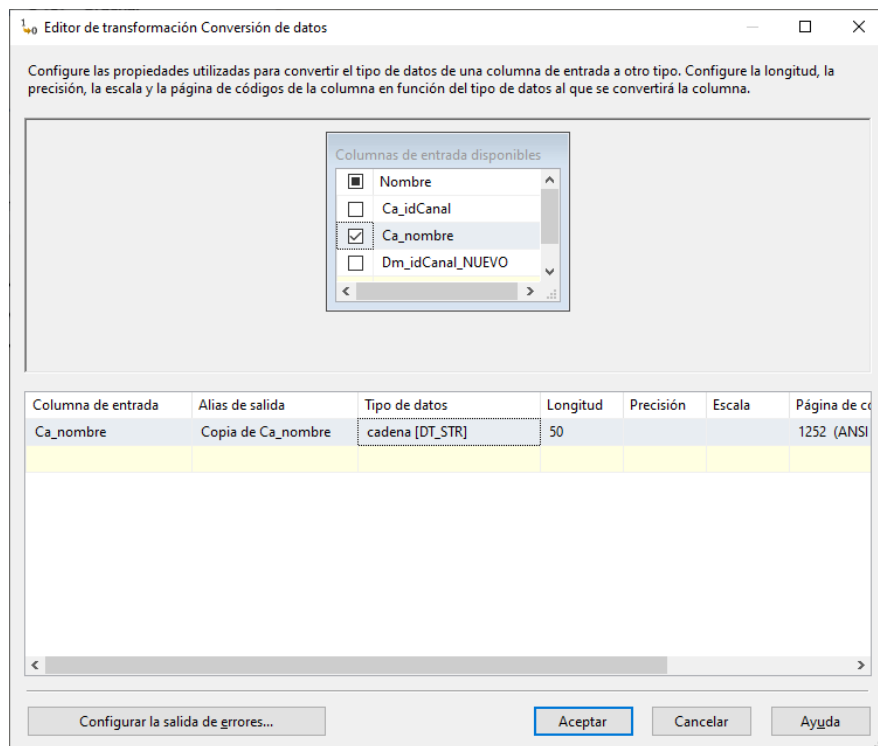 Editor de transformación Conversión de datos
Configure las propiedades utilizadas para convertir el tipo de datos de una columna de entrada a otro tipo. Configure la longitud, la
precisión, la escala y la página de códigos de la columna en función del tipo de datos al que se convertirá la columna.
Columnas de entrada disponibles
Nombre
Ca_idCanal
Ca_nombre
Dm_idCanal_NUEVO
Columna de entrada Alias de salida Tipo de datos Longitud Precisión Escala Página de co
Ca_nombre Copia de Ca_nombre cadena [DT_STR] 50 1252 (ANSI
Configurar la salida de errores... Aceptar Cancelar Ayuda